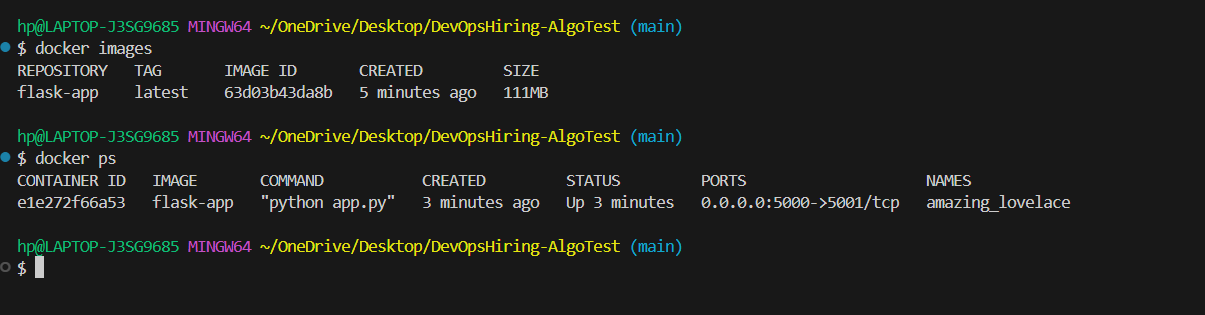 hp@LAPTOP-J3SG9685 MINGW64 ~/OneDrive/Desktop/DevOpsHiring-AlgoTest (main)
$ docker images
REPOSITORY   TAG       IMAGE ID       CREATED         SIZE
flask-app    latest    63d03b43da8b   5 minutes ago   111MB
hp@LAPTOP-J3SG9685 MINGW64 ~/OneDrive/Desktop/DevOpsHiring-AlgoTest (main)
$ docker ps
CONTAINER ID   IMAGE       COMMAND           CREATED         STATUS         PORTS                    NAMES
e1e272f66a53   flask-app   "python app.py"   3 minutes ago   Up 3 minutes   0.0.0.0:5000->5001/tcp   amazing_lovelace
hp@LAPTOP-J3SG9685 MINGW64 ~/OneDrive/Desktop/DevOpsHiring-AlgoTest (main)
$